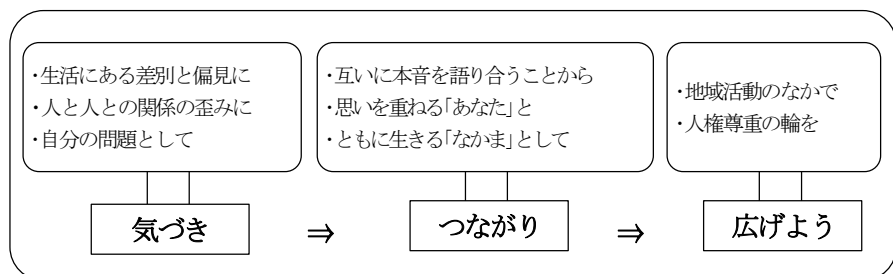 ・生活にある差別と偏見に
・人と人との関係の歪みに
・自分の問題として
・互いに本音を語り合うことから
・思いを重ねる「あなた」と
・ともに生きる「なかま」として
・地域活動のなかで
・人権尊重の輪を
気づき ⇒ つながり ⇒ 広げよう